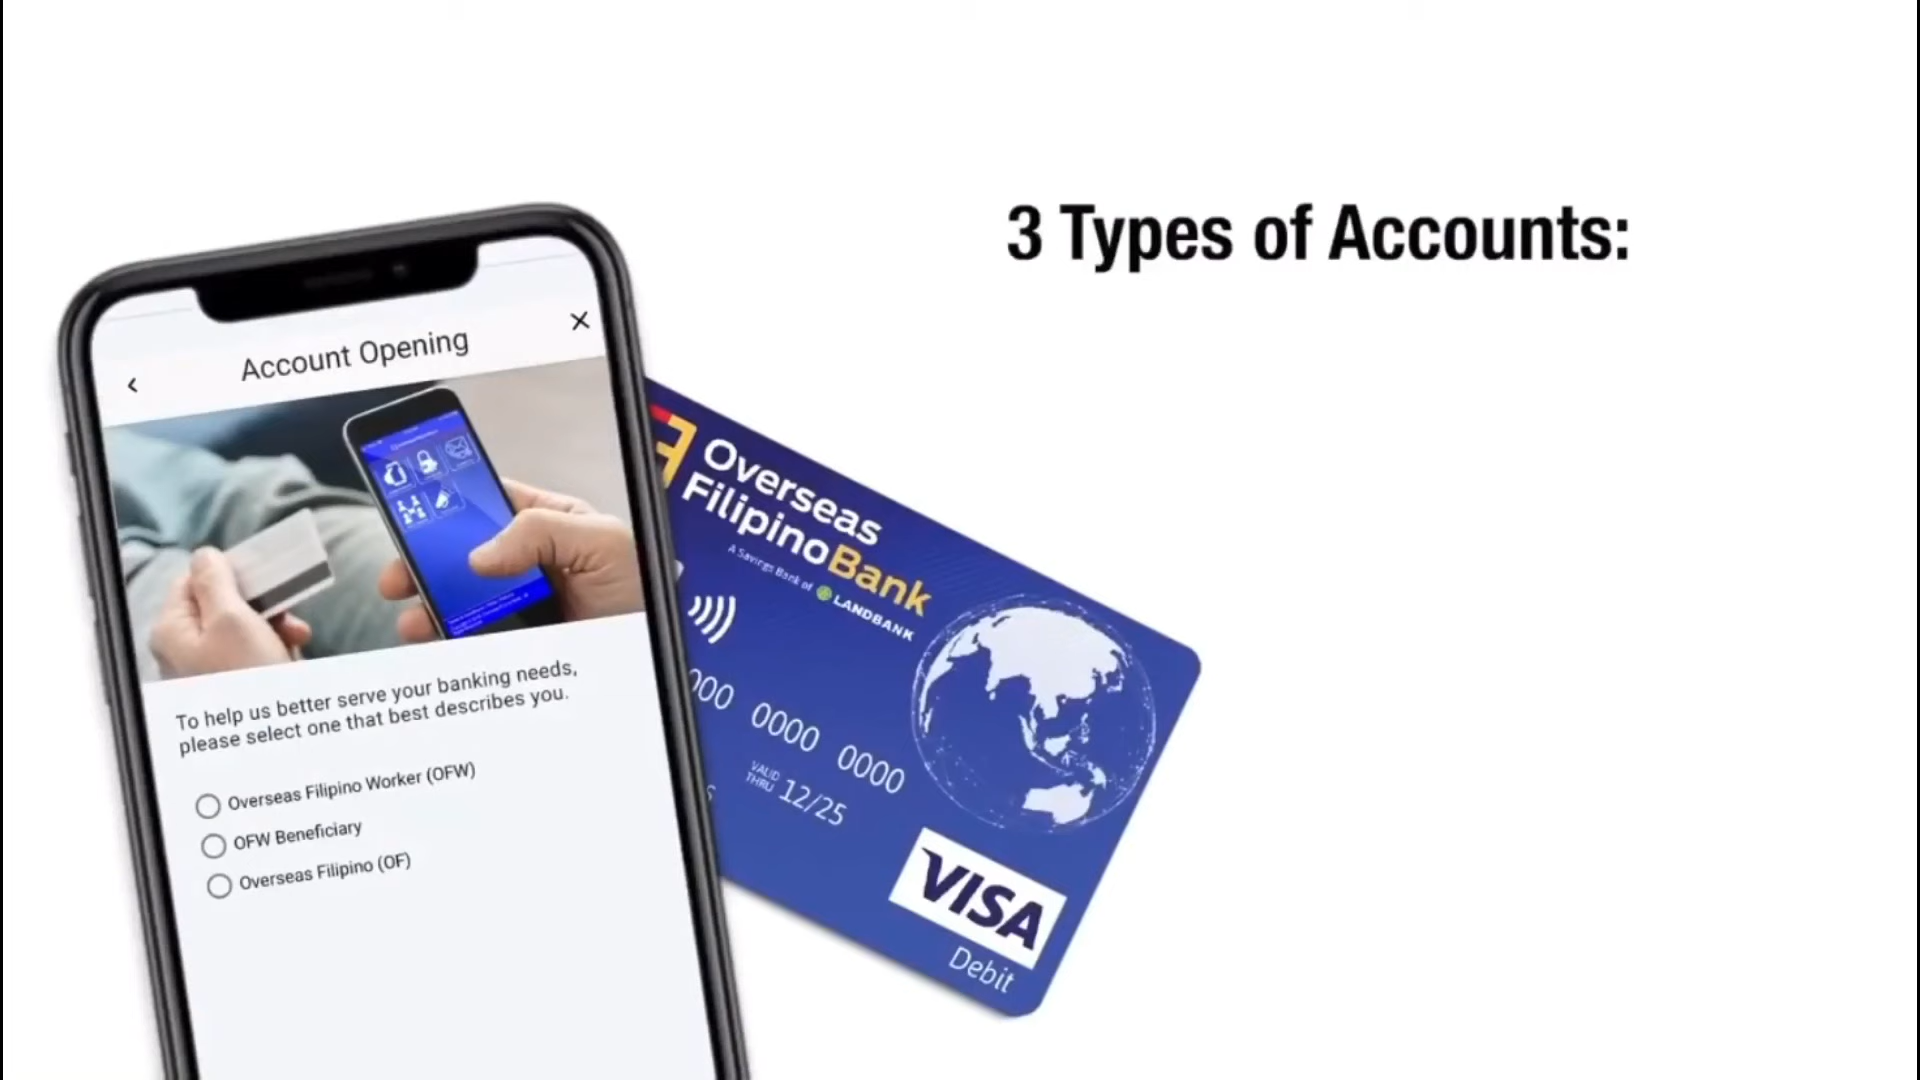 3 Types of Accounts:
Account Opening
To help us better serve your banking needs,
please select one that best describes you.
Overseas Filipino Worker (OFW)
OFW Beneficiary
Overseas Filipino (OF)
Overseas
FilipinoBank
A Savings Bank of LANDBANK
000 0000 0000
VALID
THRU 12/25
VISA
Debit